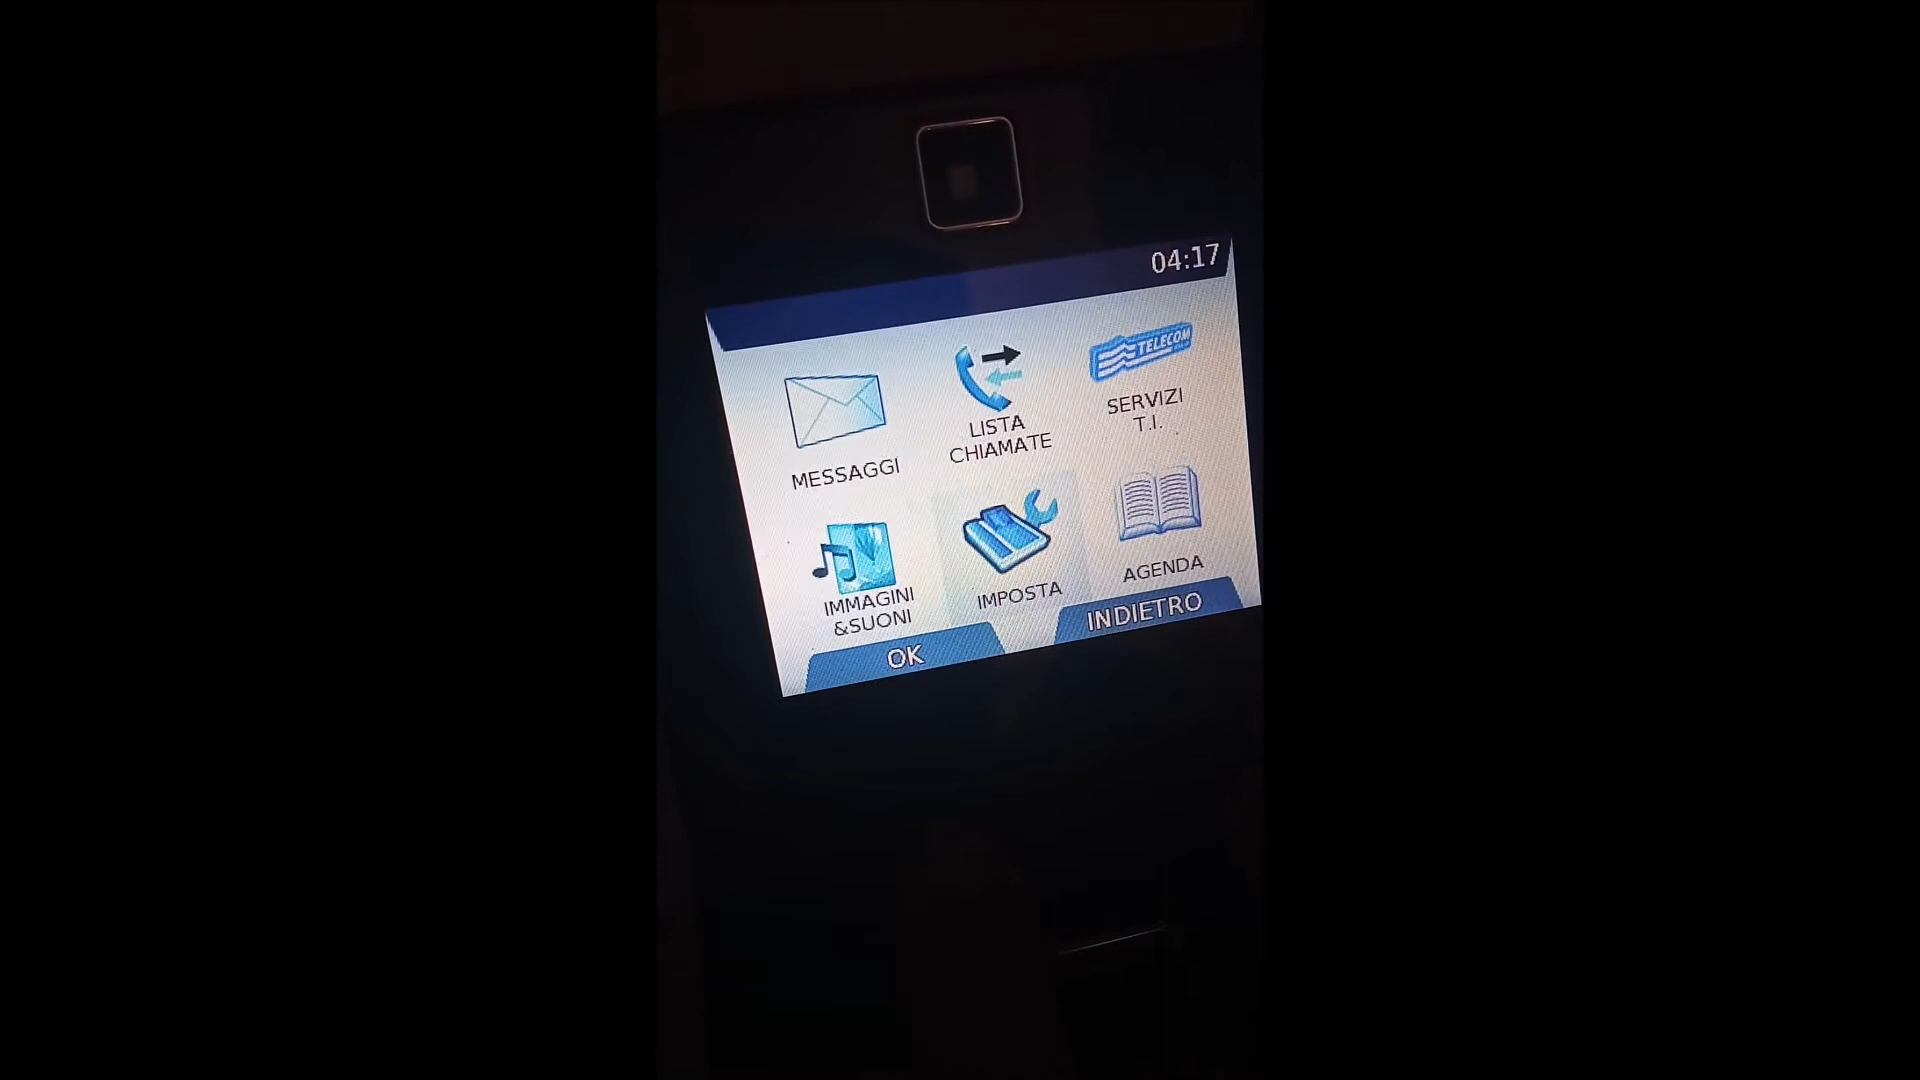 04:17
TELECOM
MESSAGGI
LISTA
CHIAMATE
SERVIZI
T.I.
IMMAGINI
&SUONI
IMPOSTA
AGENDA
OK
INDIETRO